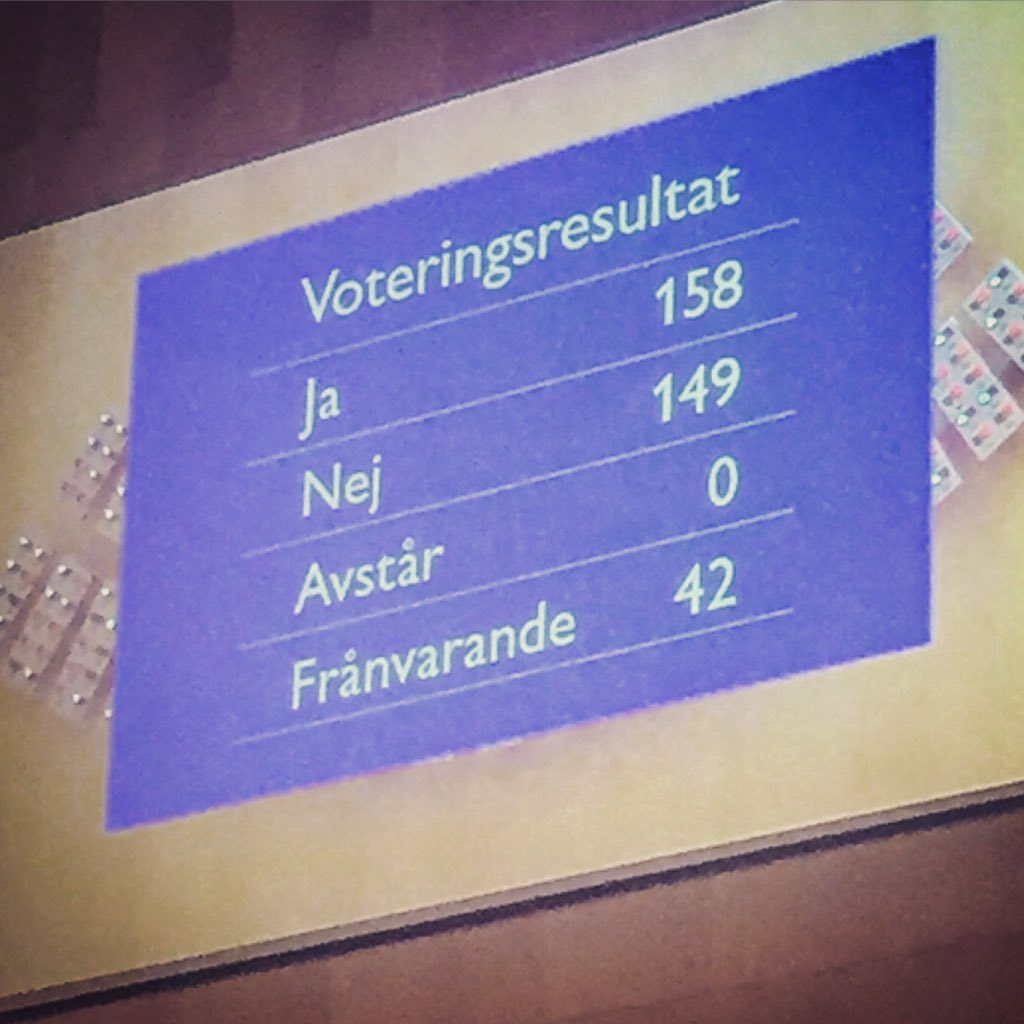 Voteringsresultat
Ja 158
Nej 149
Avstår 0
Frånvarande 42